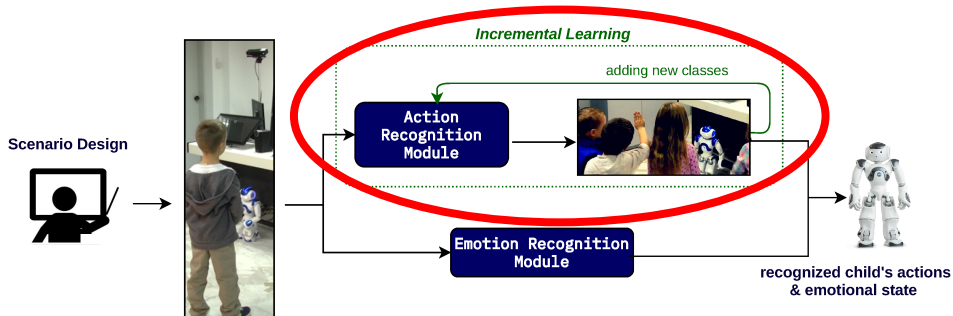 Incremental Learning
adding new classes
Action
Recognition
Module
Scenario Design
Emotion Recognition
Module
recognized child's actions
& emotional state